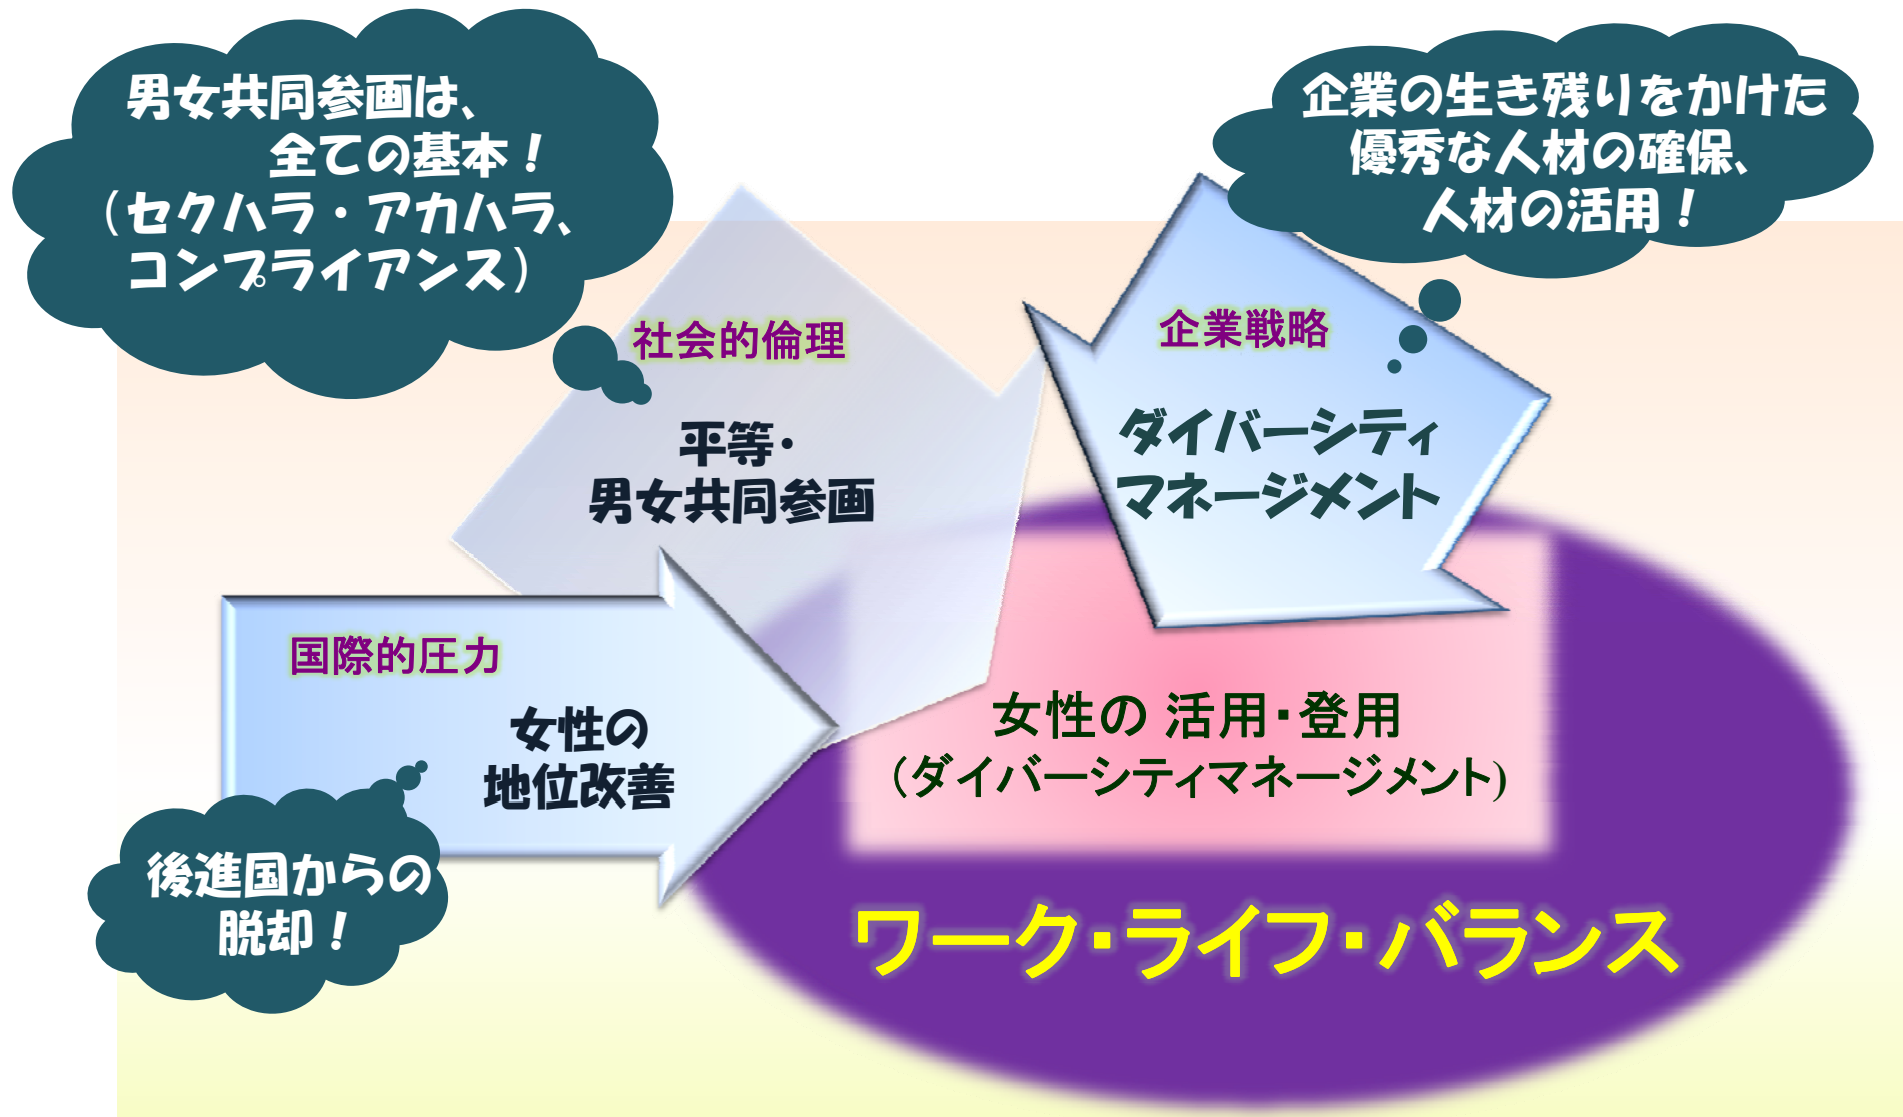 男女共同参画は、
全ての基本！
（セクハラ・アカハラ、
コンプライアンス）
企業の生き残りをかけた
優秀な人材の確保、
人材の活用！
社会的倫理
平等・
男女共同参画
企業戦略
ダイバーシティ
マネージメント
国際的圧力
女性の
地位改善
後進国からの
脱却！
女性の 活用・登用
（ダイバーシティマネージメント)
ワーク・ライフ・バランス